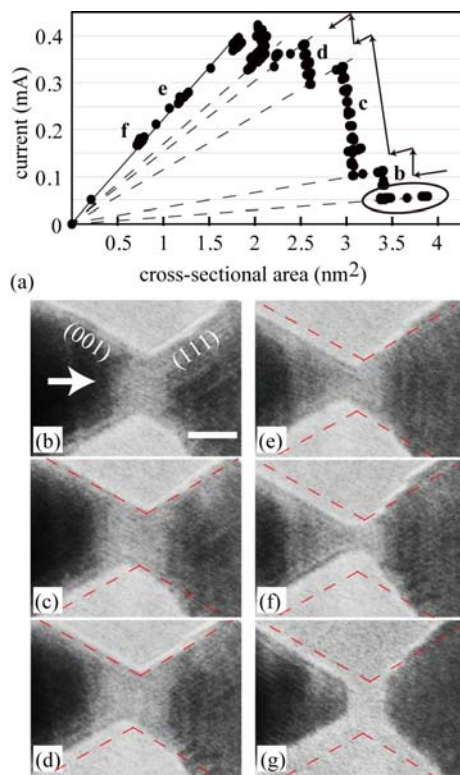 0.4
0.3
0.2
0.1
0
current (mA)
e
f
d
c
b
0.5 1 1.5 2 2.5 3 3.5 4
cross-sectional area (nm2)
(a)
(001)
(111)
(b)
(e)
(c)
(f)
(d)
(g)